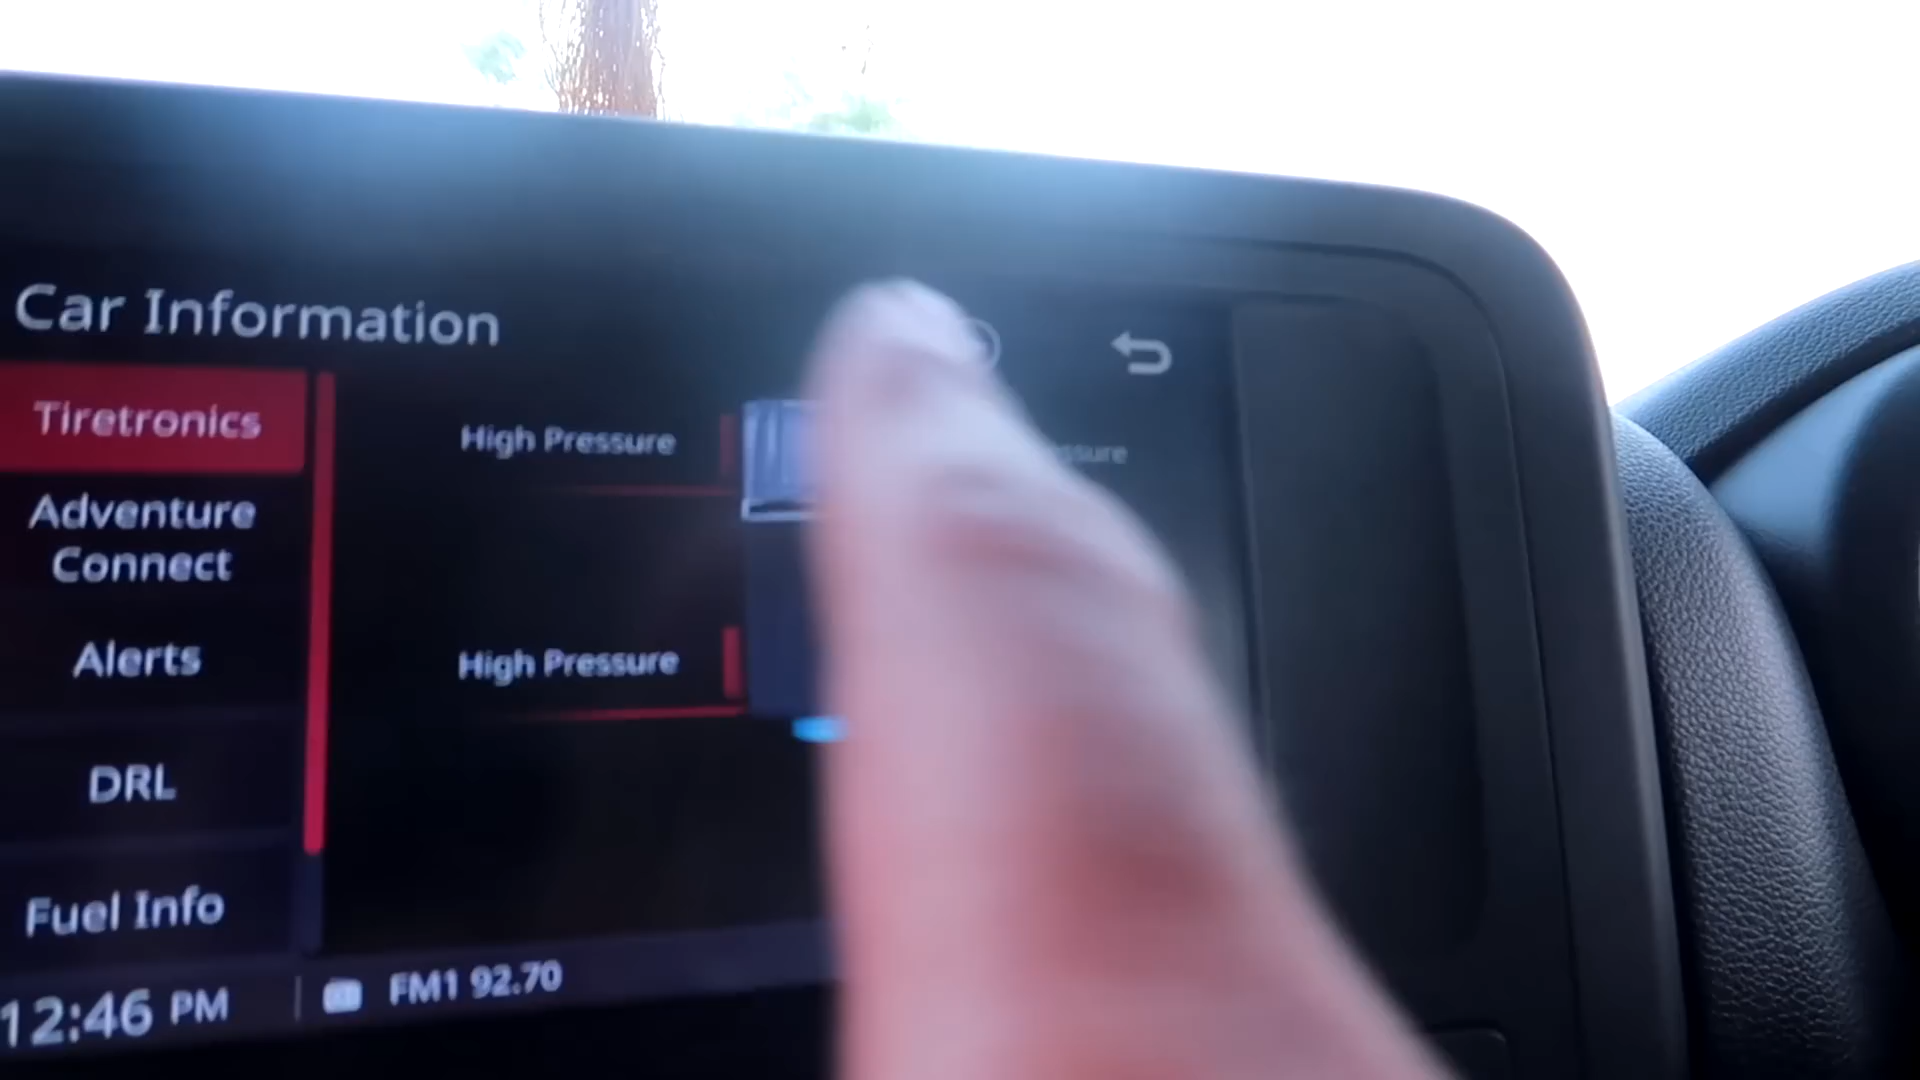 Car Information
Tiretronics
Adventure
Connect
Alerts
DRL
Fuel Info
High Pressure
High Pressure
12:46 PM
FM1 92.70